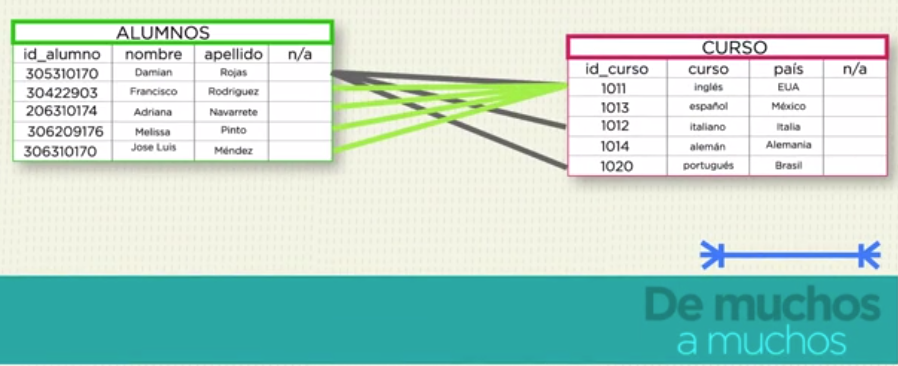 ALUMNOS
id_alumno nombre apellido n/a
305310170 Damian Rojas
30422903 Francisco Rodriguez
206310174 Adriana Navarrete
306209176 Melissa Pinto
306310170 Jose Luis Méndez
CURSO
id_curso curso país n/a
1011 inglés EUA
1013 español México
1012 italiano Italia
1014 alemán Alemania
1020 portugués Brasil
De muchos
a muchos